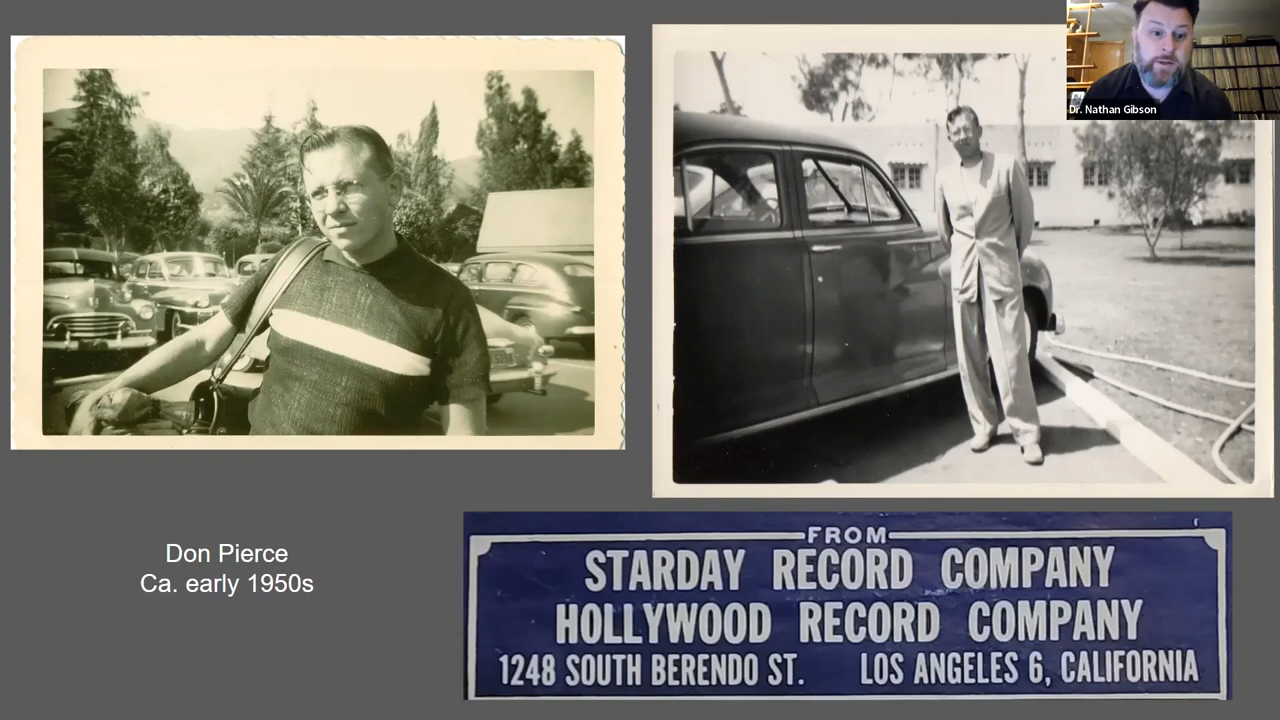 Dr. Nathan Gibson
Don Pierce
Ca. early 1950s
FROM
STARDAY RECORD COMPANY
HOLLYWOOD RECORD COMPANY
1248 SOUTH BERENDO ST. LOS ANGELES 6, CALIFORNIA